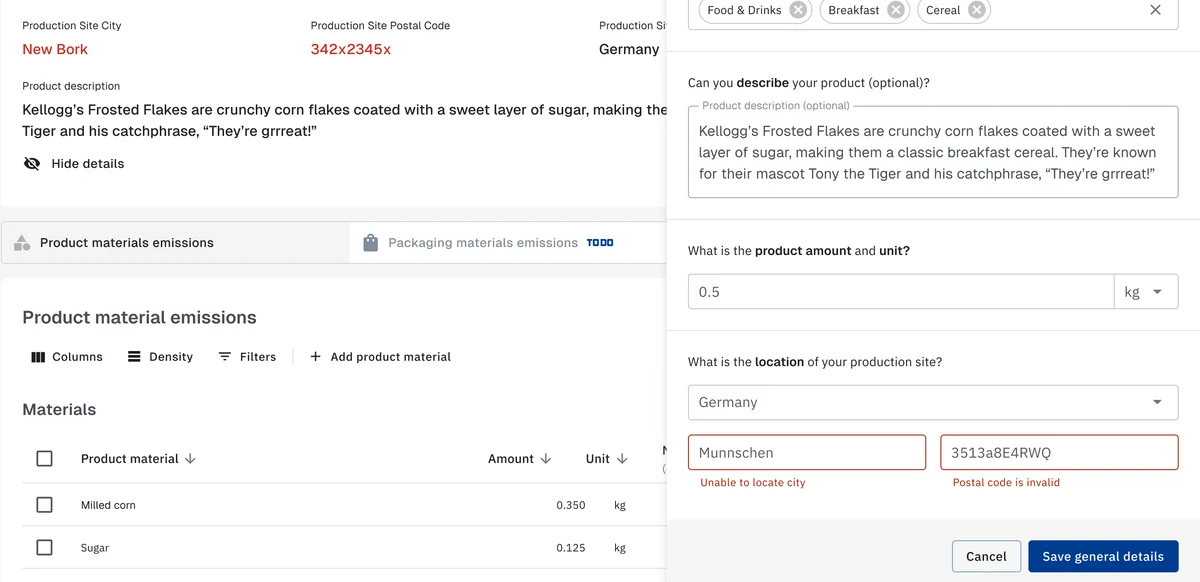 Production Site City
Production Site Postal Code
New Bork
342x2345x
Germany
Product description
Kellogg’s Frosted Flakes are crunchy corn flakes coated with a sweet layer of sugar, making the
Tiger and his catchphrase, “They’re grrreat!”
Hide details
Product materials emissions
Packaging materials emissions TODO
Product material emissions
Columns
Density
Filters
Add product material
Materials
Product material
Amount
Unit
Milled corn
0.350
kg
Sugar
0.125
kg
Food & Drinks
Breakfast
Cereal
Can you describe your product (optional)?
Product description (optional)
Kellogg’s Frosted Flakes are crunchy corn flakes coated with a sweet
layer of sugar, making them a classic breakfast cereal. They’re known
for their mascot Tony the Tiger and his catchphrase, “They’re grrreat!”
What is the product amount and unit?
0.5
kg
What is the location of your production site?
Germany
Munnschen
3513a8E4RWQ
Unable to locate city
Postal code is invalid
Cancel
Save general details